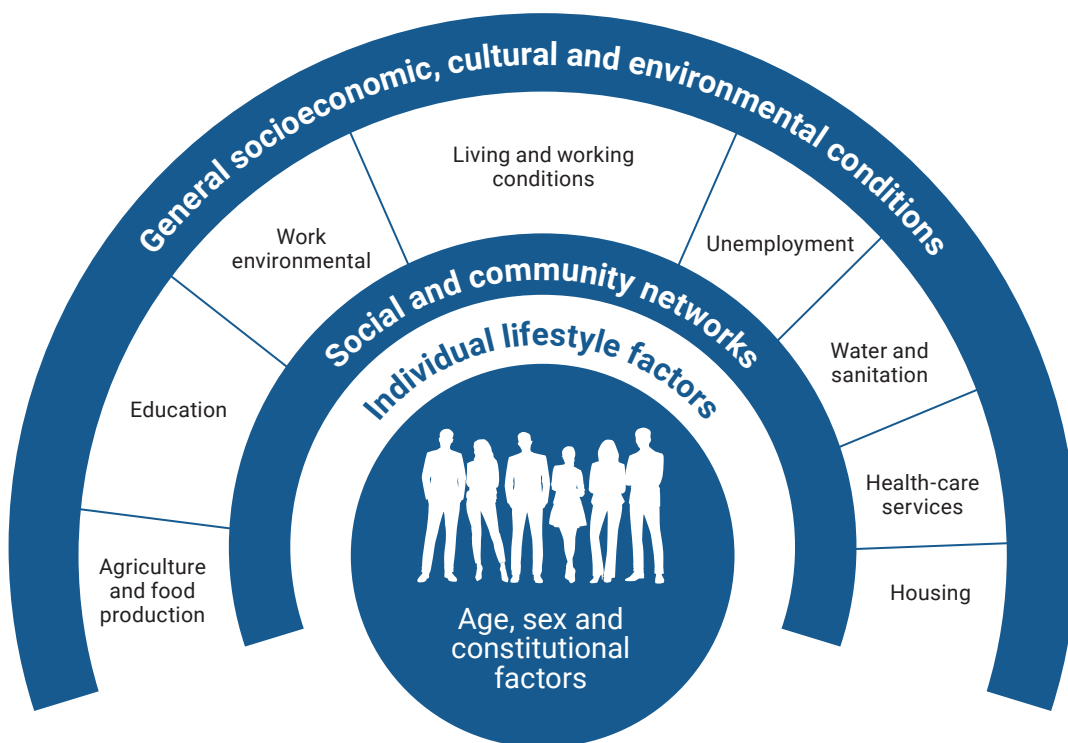 General socioeconomic, cultural and environmental conditions
Living and working
conditions
Work
environmental
Unemployment
Social and community networks
Individual lifestyle factors
Water and
sanitation
Education
Health-care
services
Agriculture
and food
production
Housing
Age, sex and
constitutional
factors